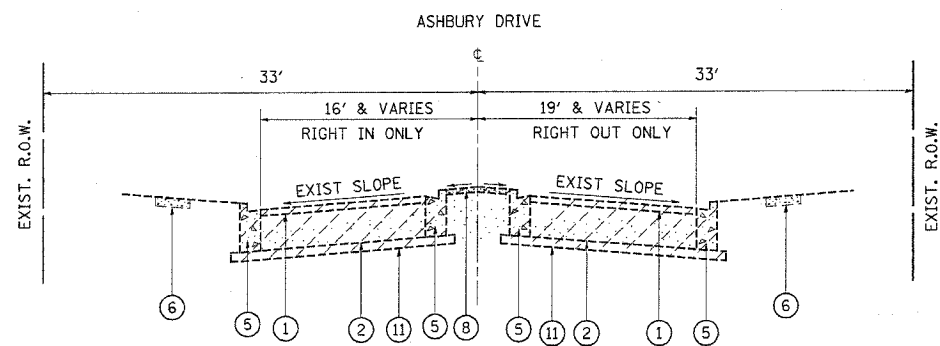 ASHBURY DRIVE
℄
33'
33'
16' & VARIES
19' & VARIES
RIGHT IN ONLY
RIGHT OUT ONLY
EXIST. R.O.W.
EXIST. R.O.W.
EXIST SLOPE
EXIST SLOPE
6
5
1
2
11
5
8
5
11
2
1
5
6